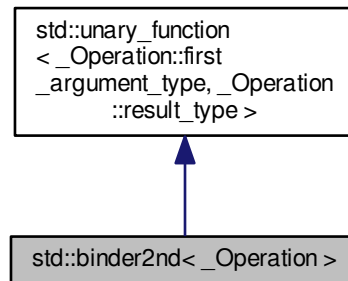 std::unary_function
< _Operation::first
_argument_type, _Operation
::result_type >
std::binder2nd< _Operation >